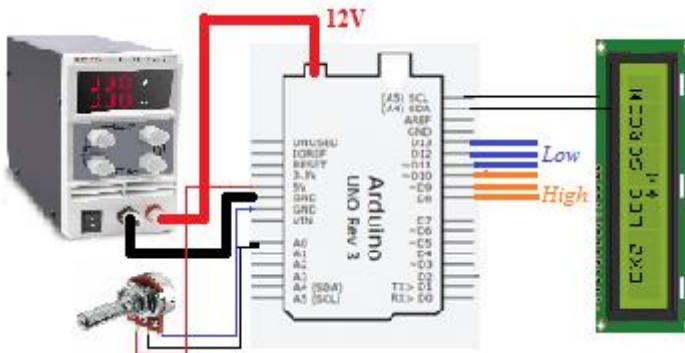 12V
(A5) SCL
(A4) SDA
AREF
GND
UNUSED
IOREF
RESET
3.3V
5V
GND
GND
VIN
A0
A1
A2
A3
A4 (SDA)
A5 (SCL)
Arduino
UNO Rev 3
D13
D12
~D11
~D10
~D9
D8
D7
~D6
~D5
D4
~D3
D2
TX> D1
RX> D0
Low
High
SCREEN